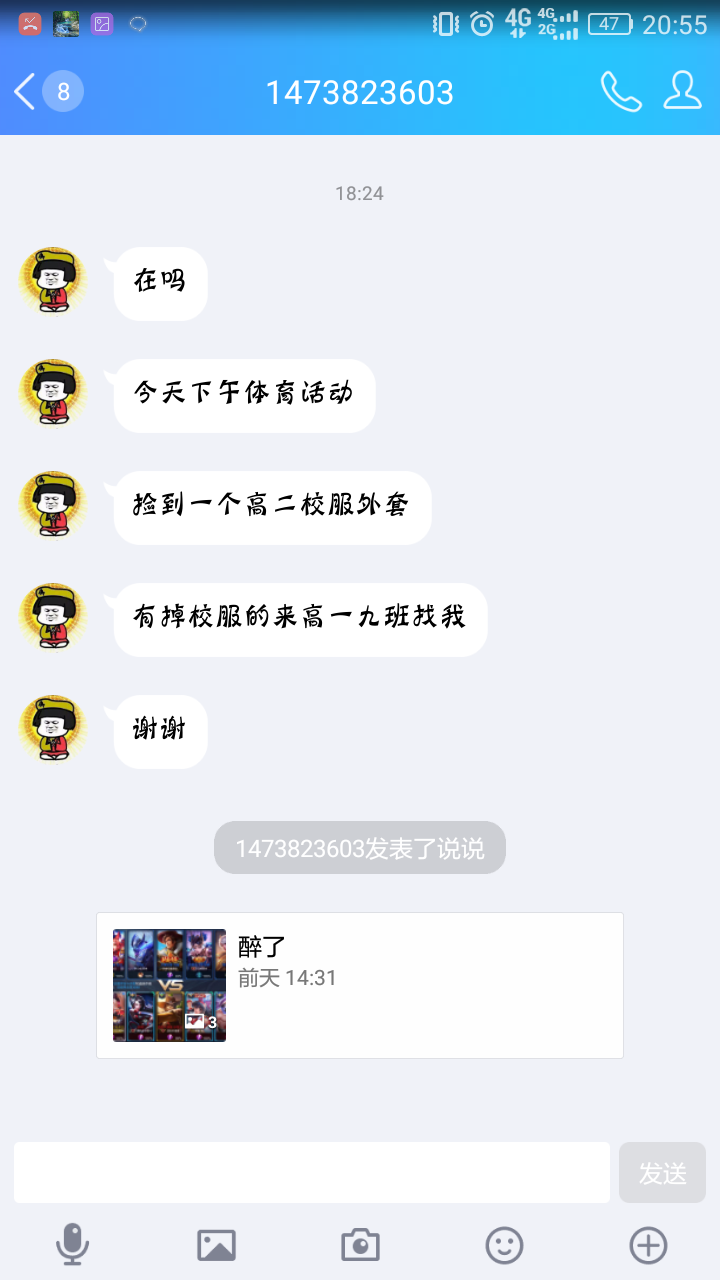 4G 4G 2G 47 20:55
8 1473823603
18:24
在吗
今天下午体育活动
捡到一个高二校服外套
有掉校服的来高一九班找我
谢谢
1473823603发表了说说
醉了
前天 14:31
VS
3
发送